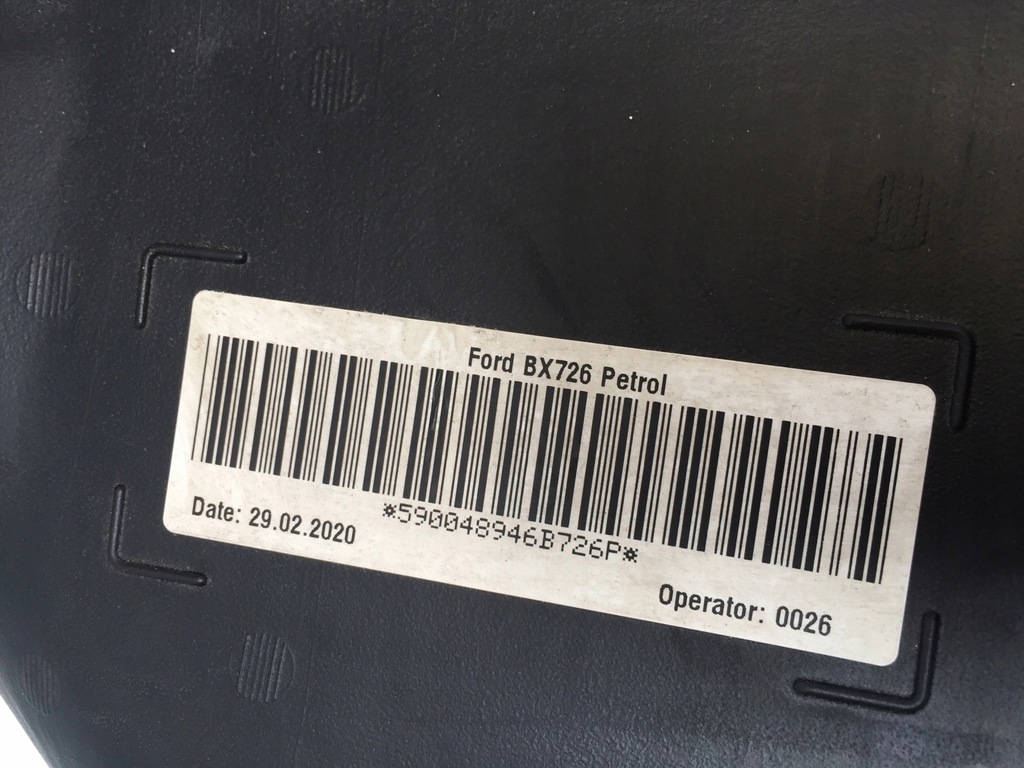 Ford BX726 Petrol
*590048946B726P*
Date: 29.02.2020
Operator: 0026